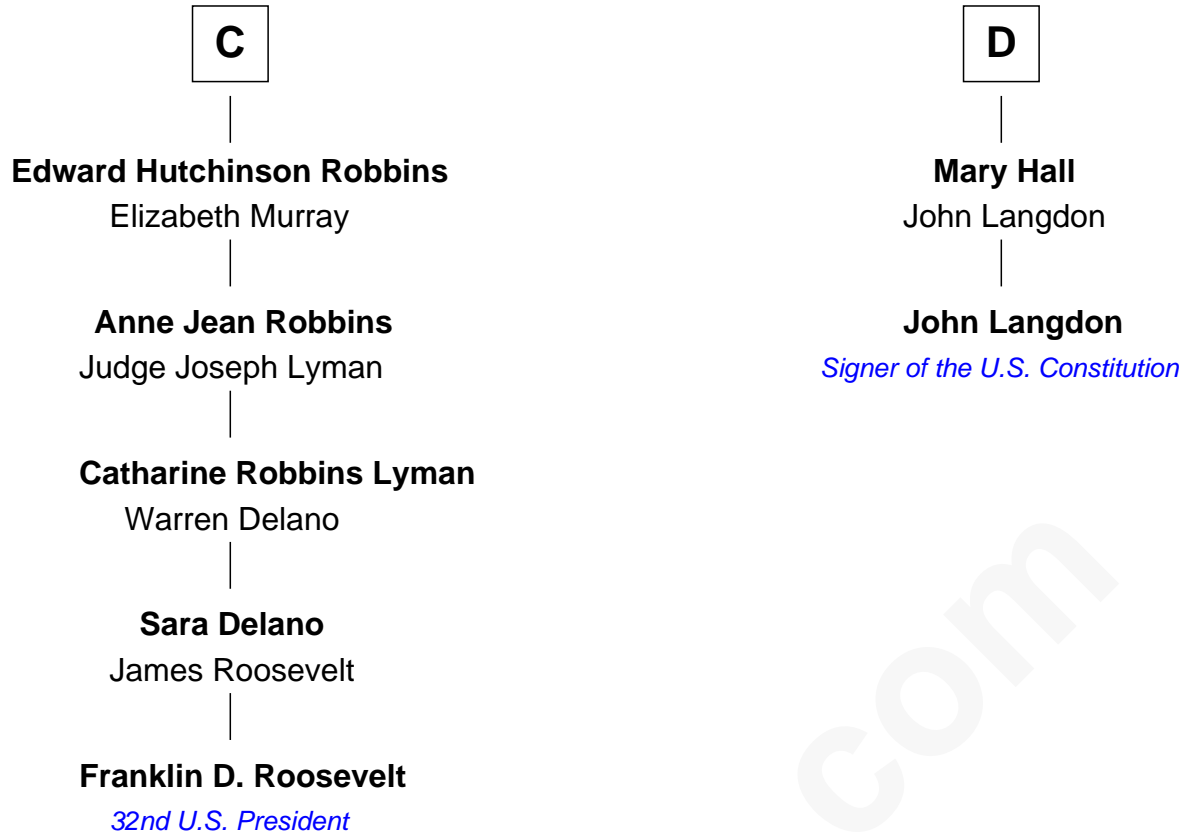 C
Edward Hutchinson Robbins
Elizabeth Murray
Anne Jean Robbins
Judge Joseph Lyman
Catharine Robbins Lyman
Warren Delano
Sara Delano
James Roosevelt
Franklin D. Roosevelt
32nd U.S. President
D
Mary Hall
John Langdon
John Langdon
Signer of the U.S. Constitution
com